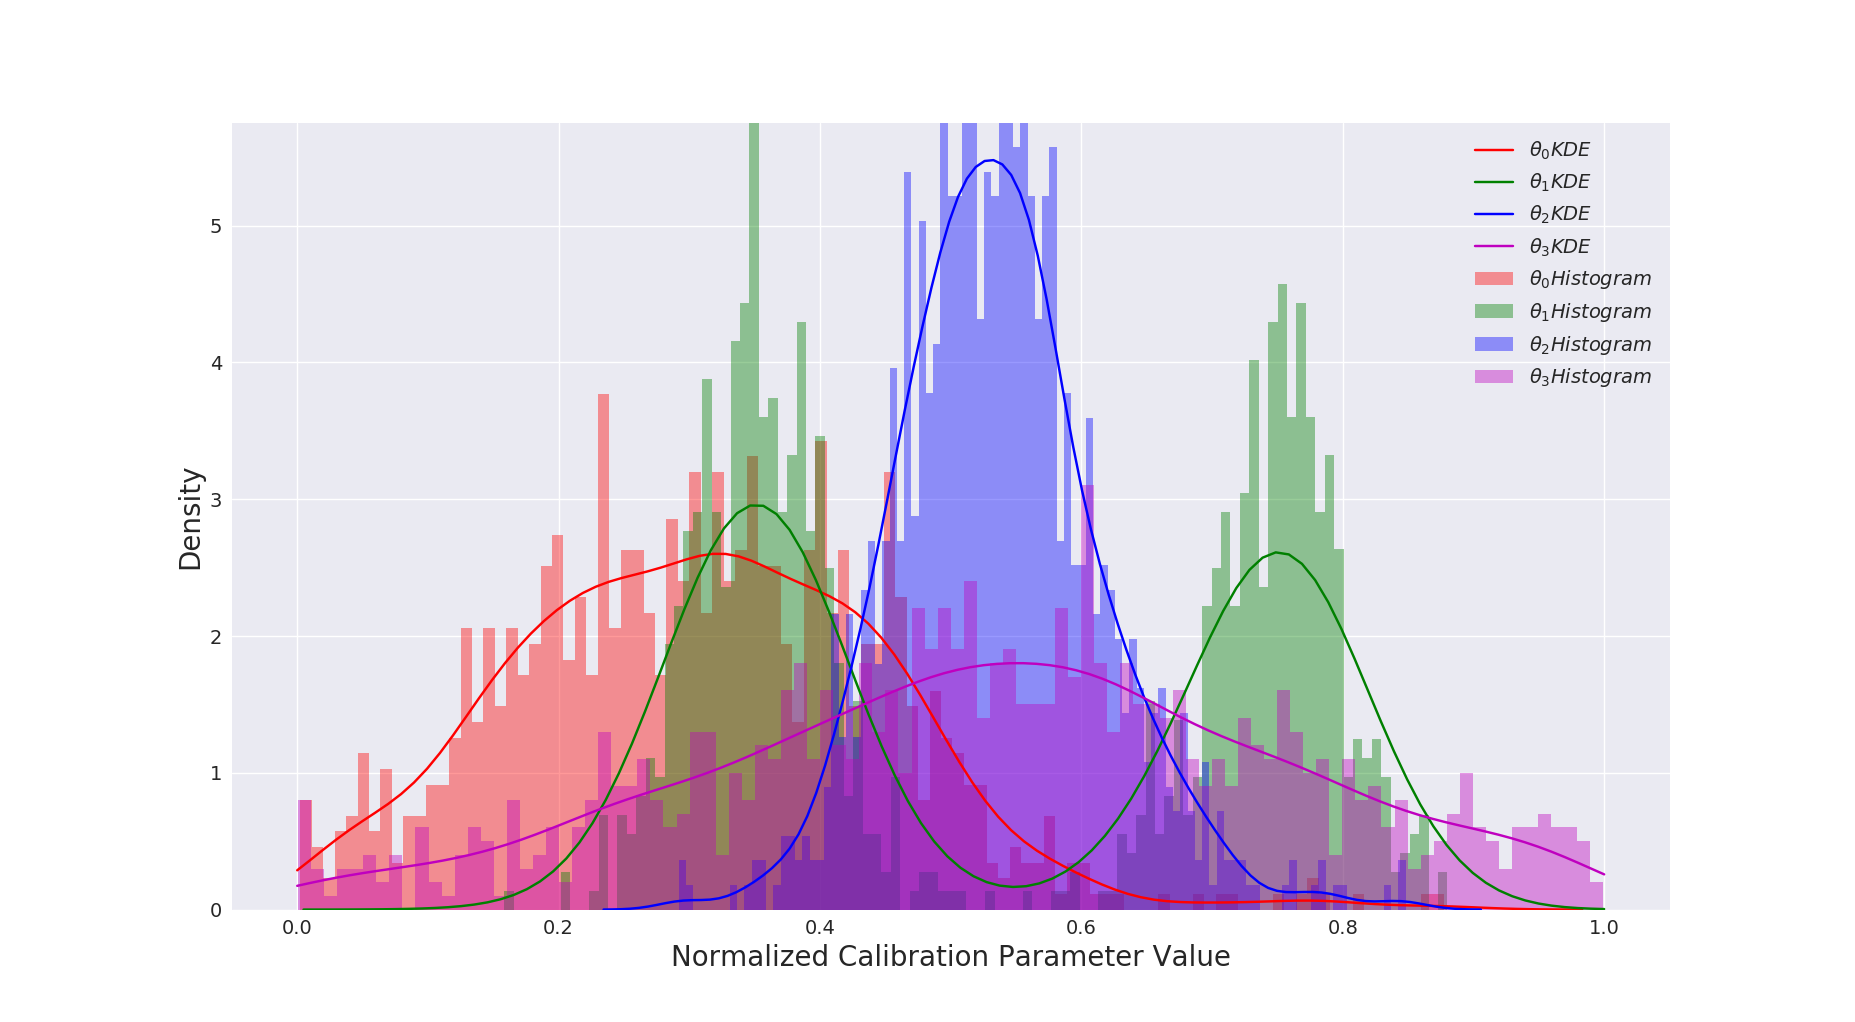 θ₀KDE
θ₁KDE
θ₂KDE
θ₃KDE
θ₀Histogram
θ₁Histogram
θ₂Histogram
θ₃Histogram
5
4
3
2
1
0
Density
0.0 0.2 0.4 0.6 0.8 1.0
Normalized Calibration Parameter Value